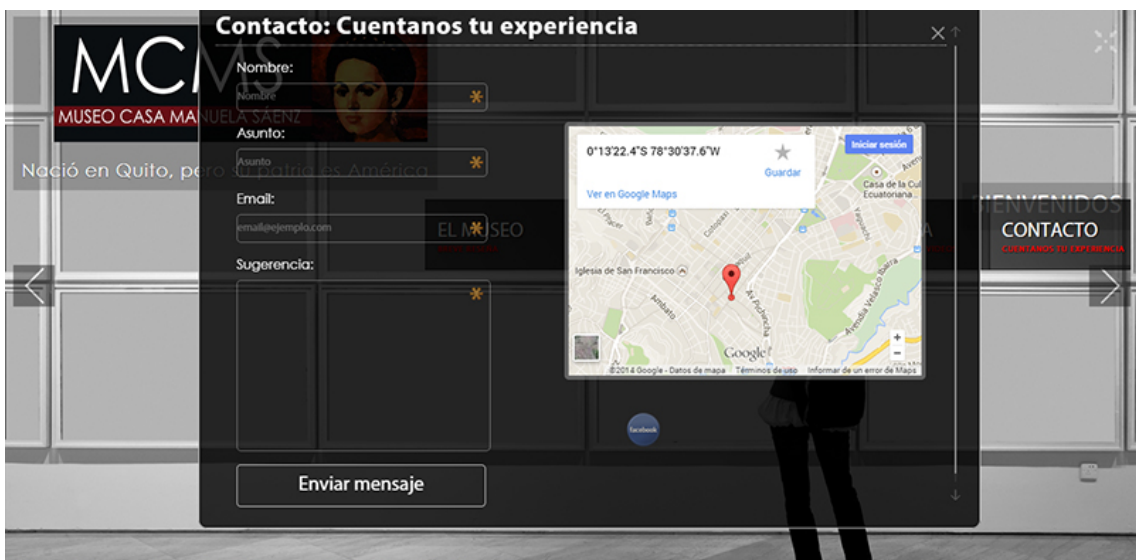 Contacto: Cuentanos tu experiencia
MCMS
MUSEO CASA MANUELA SÁENZ
Nació en Quito, pero su patria es América
Nombre:
Nombre
Asunto:
Asunto
Email:
email@ejemplo.com
Sugerencia:
Enviar mensaje
EL MUSEO
0°13'22.4"S 78°30'37.6"W
Guardar
Ver en Google Maps
Iniciar sesión
Casa de la Cul
Ecuatoriana
Iglesia de San Francisco
Ambato
Av Pichincha
Avenida Velasco Ibarra
Google
©2014 Google - Datos de mapa Términos de uso Informar de un error de Maps
facebook
BIENVENIDOS
CONTACTO
CUENTANOS TU EXPERIENCIA